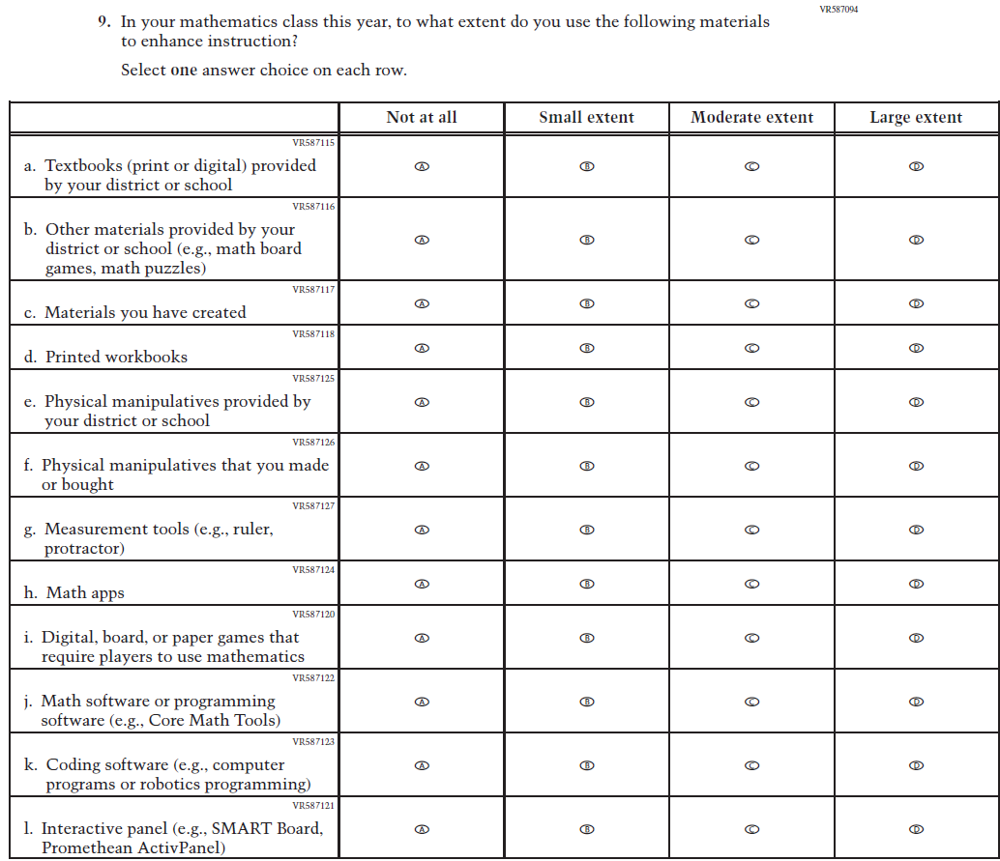 VR587094
9. In your mathematics class this year, to what extent do you use the following materials
to enhance instruction?
Select one answer choice on each row.
Not at all Small extent Moderate extent Large extent
VR587115
a. Textbooks (print or digital) provided
by your district or school
A B C D
VR587116
b. Other materials provided by your
district or school (e.g., math board
games, math puzzles)
A B C D
VR587117
c. Materials you have created
A B C D
VR587118
d. Printed workbooks
A B C D
VR587125
e. Physical manipulatives provided by
your district or school
A B C D
VR587126
f. Physical manipulatives that you made
or bought
A B C D
VR587127
g. Measurement tools (e.g., ruler,
protractor)
A B C D
VR587124
h. Math apps
A B C D
VR587120
i. Digital, board, or paper games that
require players to use mathematics
A B C D
VR587122
j. Math software or programming
software (e.g., Core Math Tools)
A B C D
VR587123
k. Coding software (e.g., computer
programs or robotics programming)
A B C D
VR587121
l. Interactive panel (e.g., SMART Board,
Promethean ActivPanel)
A B C D